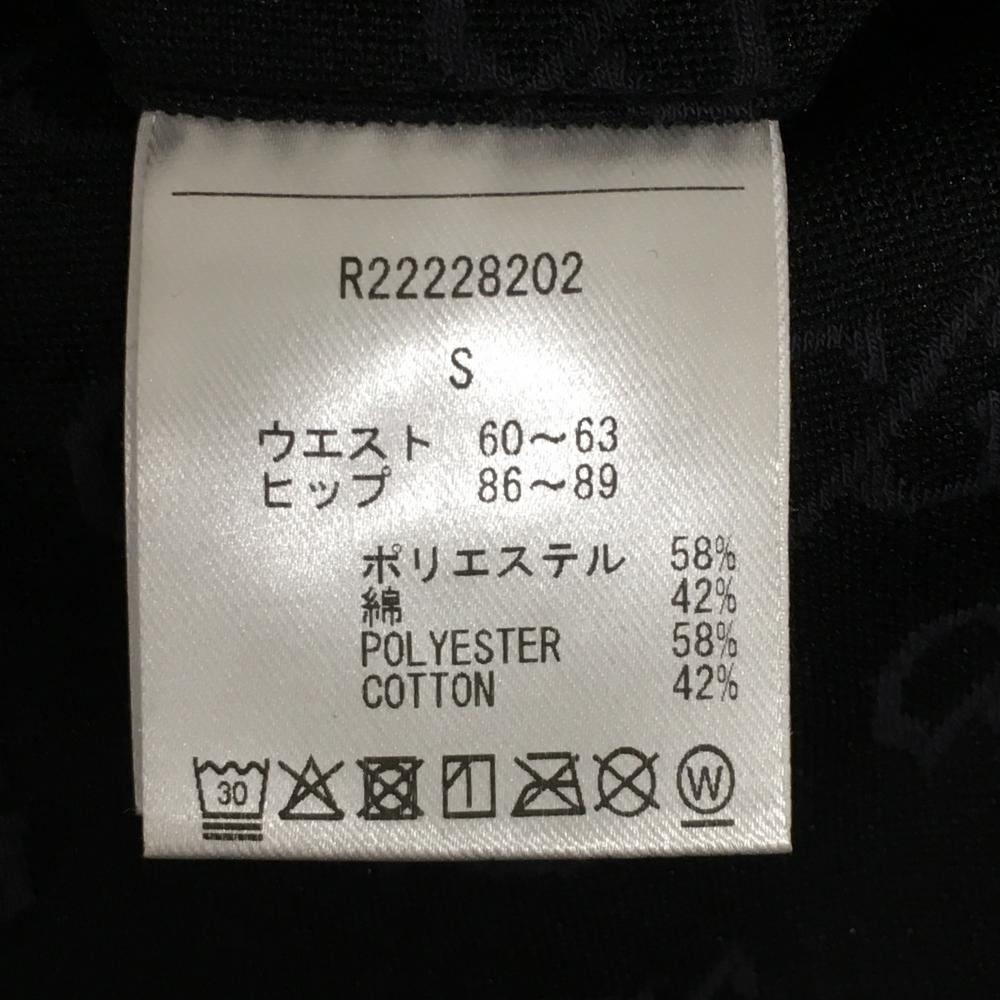 R22228202
S
ウエスト 60～63
ヒップ 86～89
ポリエステル 58%
綿 42%
POLYESTER 58%
COTTON 42%
30 W